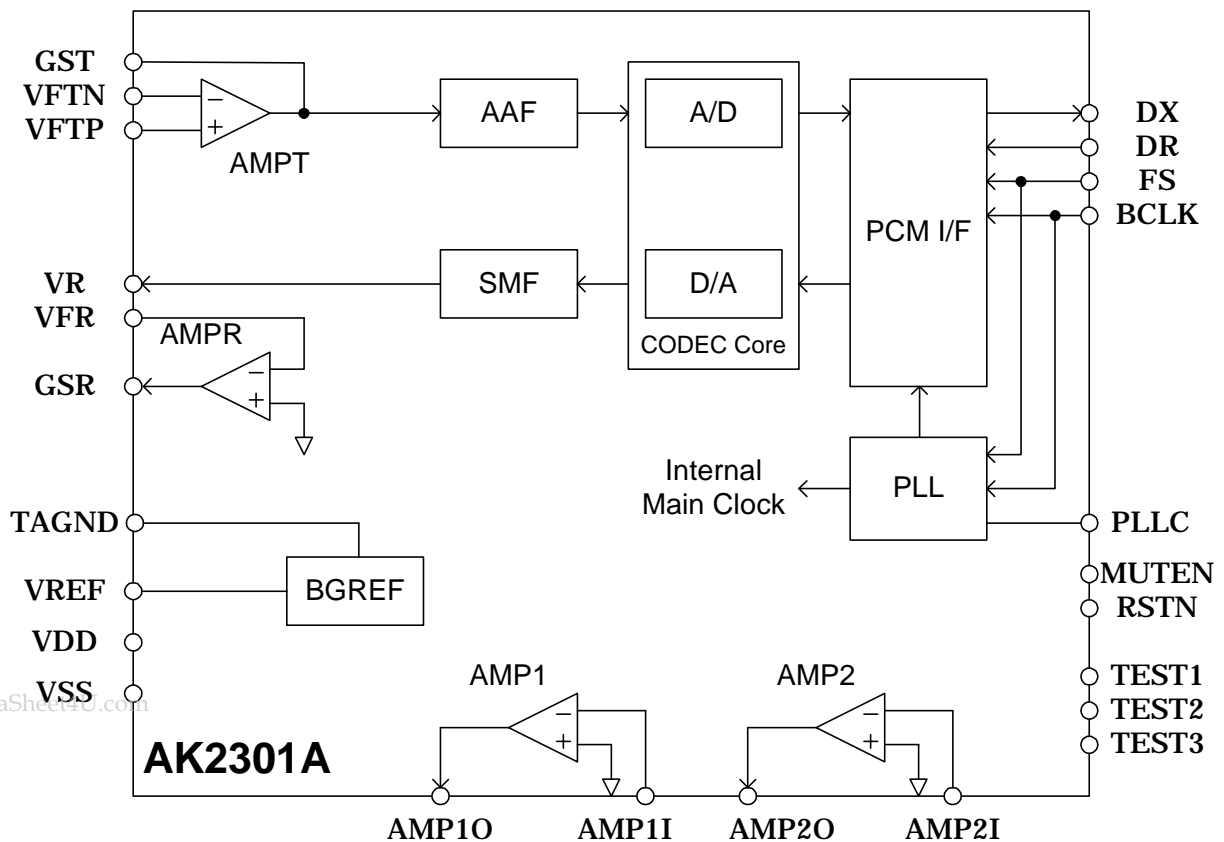 GST
VFTN
VFTP
−
+
AMPT
AAF
A/D
PCM I/F
DX
DR
FS
BCLK
VR
VFR
GSR
AMPR
−
+
SMF
D/A
CODEC Core
Internal
Main Clock
PLL
PLLC
TAGND
VREF
VDD
VSS
BGREF
MUTEN
RSTN
TEST1
TEST2
TEST3
AMP1
−
+
AMP2
−
+
aSheet4U.com
AK2301A
AMP1O
AMP1I
AMP2O
AMP2I